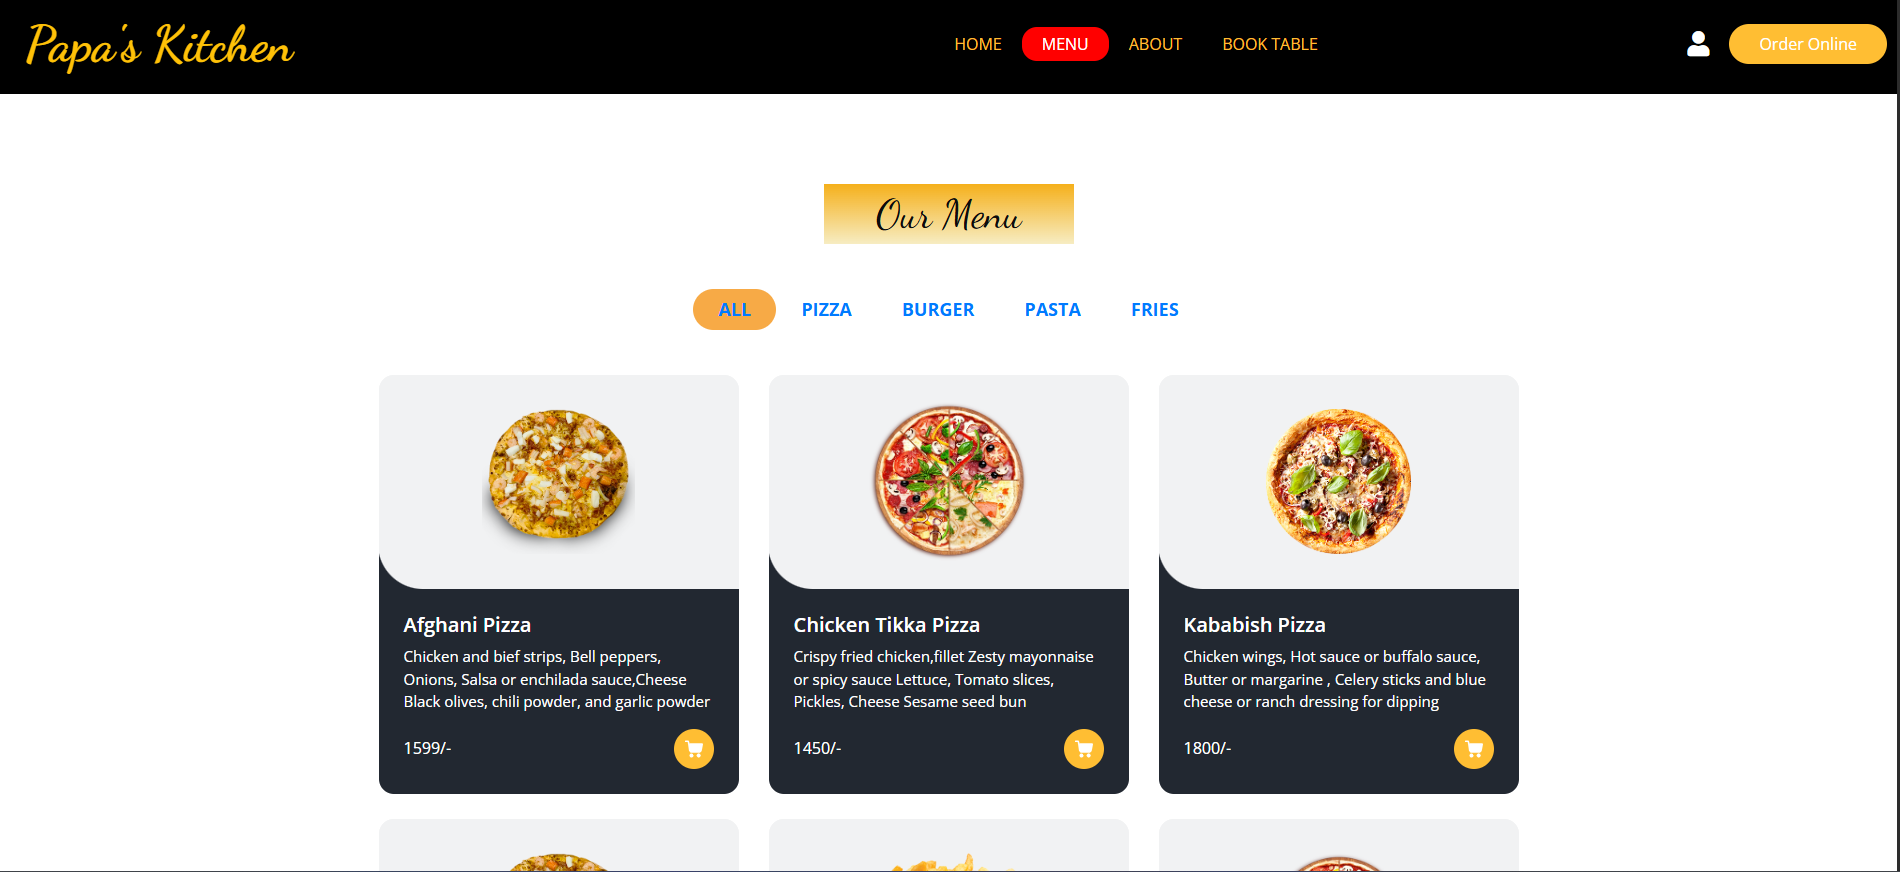 Papa's Kitchen
HOME MENU ABOUT BOOK TABLE
Order Online
Our Menu
ALL PIZZA BURGER PASTA FRIES
Afghani Pizza
Chicken and bief strips, Bell peppers,
Onions, Salsa or enchilada sauce,Cheese
Black olives, chili powder, and garlic powder
1599/-
Chicken Tikka Pizza
Crispy fried chicken,fillet Zesty mayonnaise
or spicy sauce Lettuce, Tomato slices,
Pickles, Cheese Sesame seed bun
1450/-
Kababish Pizza
Chicken wings, Hot sauce or buffalo sauce,
Butter or margarine , Celery sticks and blue
cheese or ranch dressing for dipping
1800/-